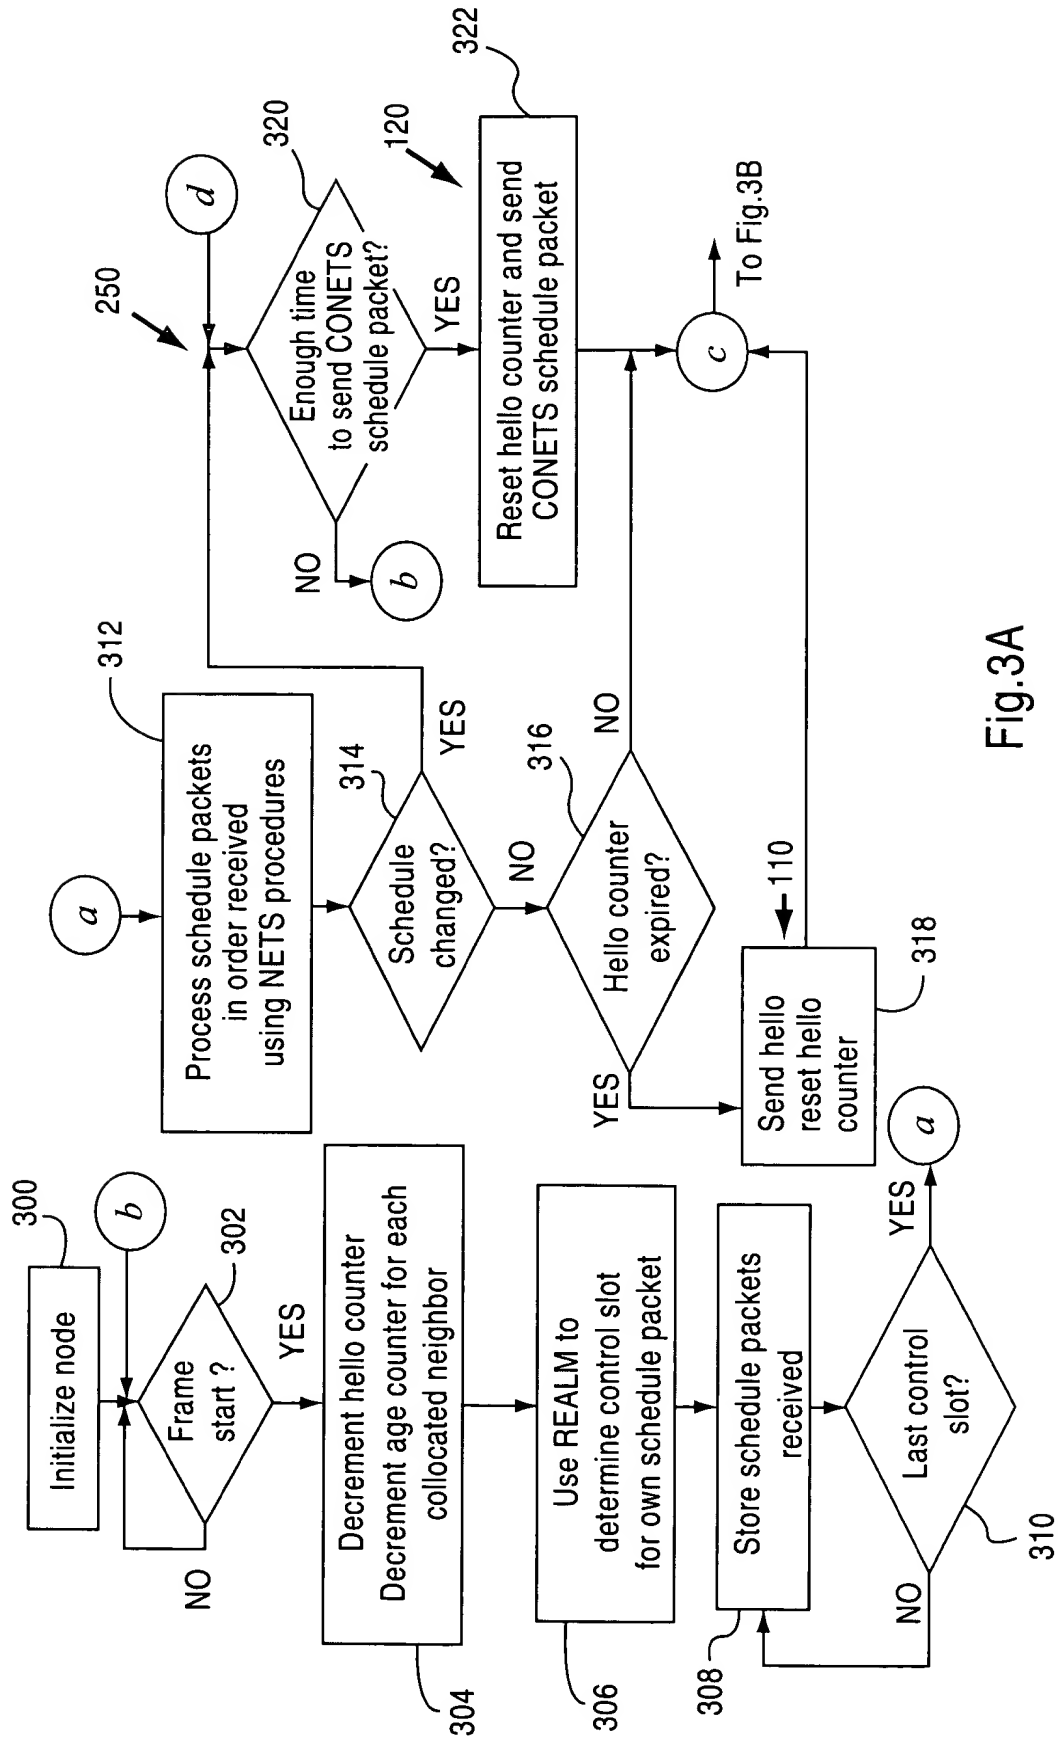 300
Initialize node
b
302
Frame
start ?
NO
YES
Decrement hello counter
Decrement age counter for each
collocated neighbor
304
Use REALM to
determine control slot
for own schedule packet
306
Store schedule packets
received
308
Last control
slot?
NO
YES
310
a
a
312
Process schedule packets
in order received
using NETS procedures
314
Schedule
changed?
YES
NO
316
Hello counter
expired?
NO
YES
110
Send hello
reset hello
counter
318
250
d
320
Enough time
to send CONETS
schedule packet?
NO
b
YES
120
322
Reset hello counter and send
CONETS schedule packet
c
To Fig.3B
Fig.3A